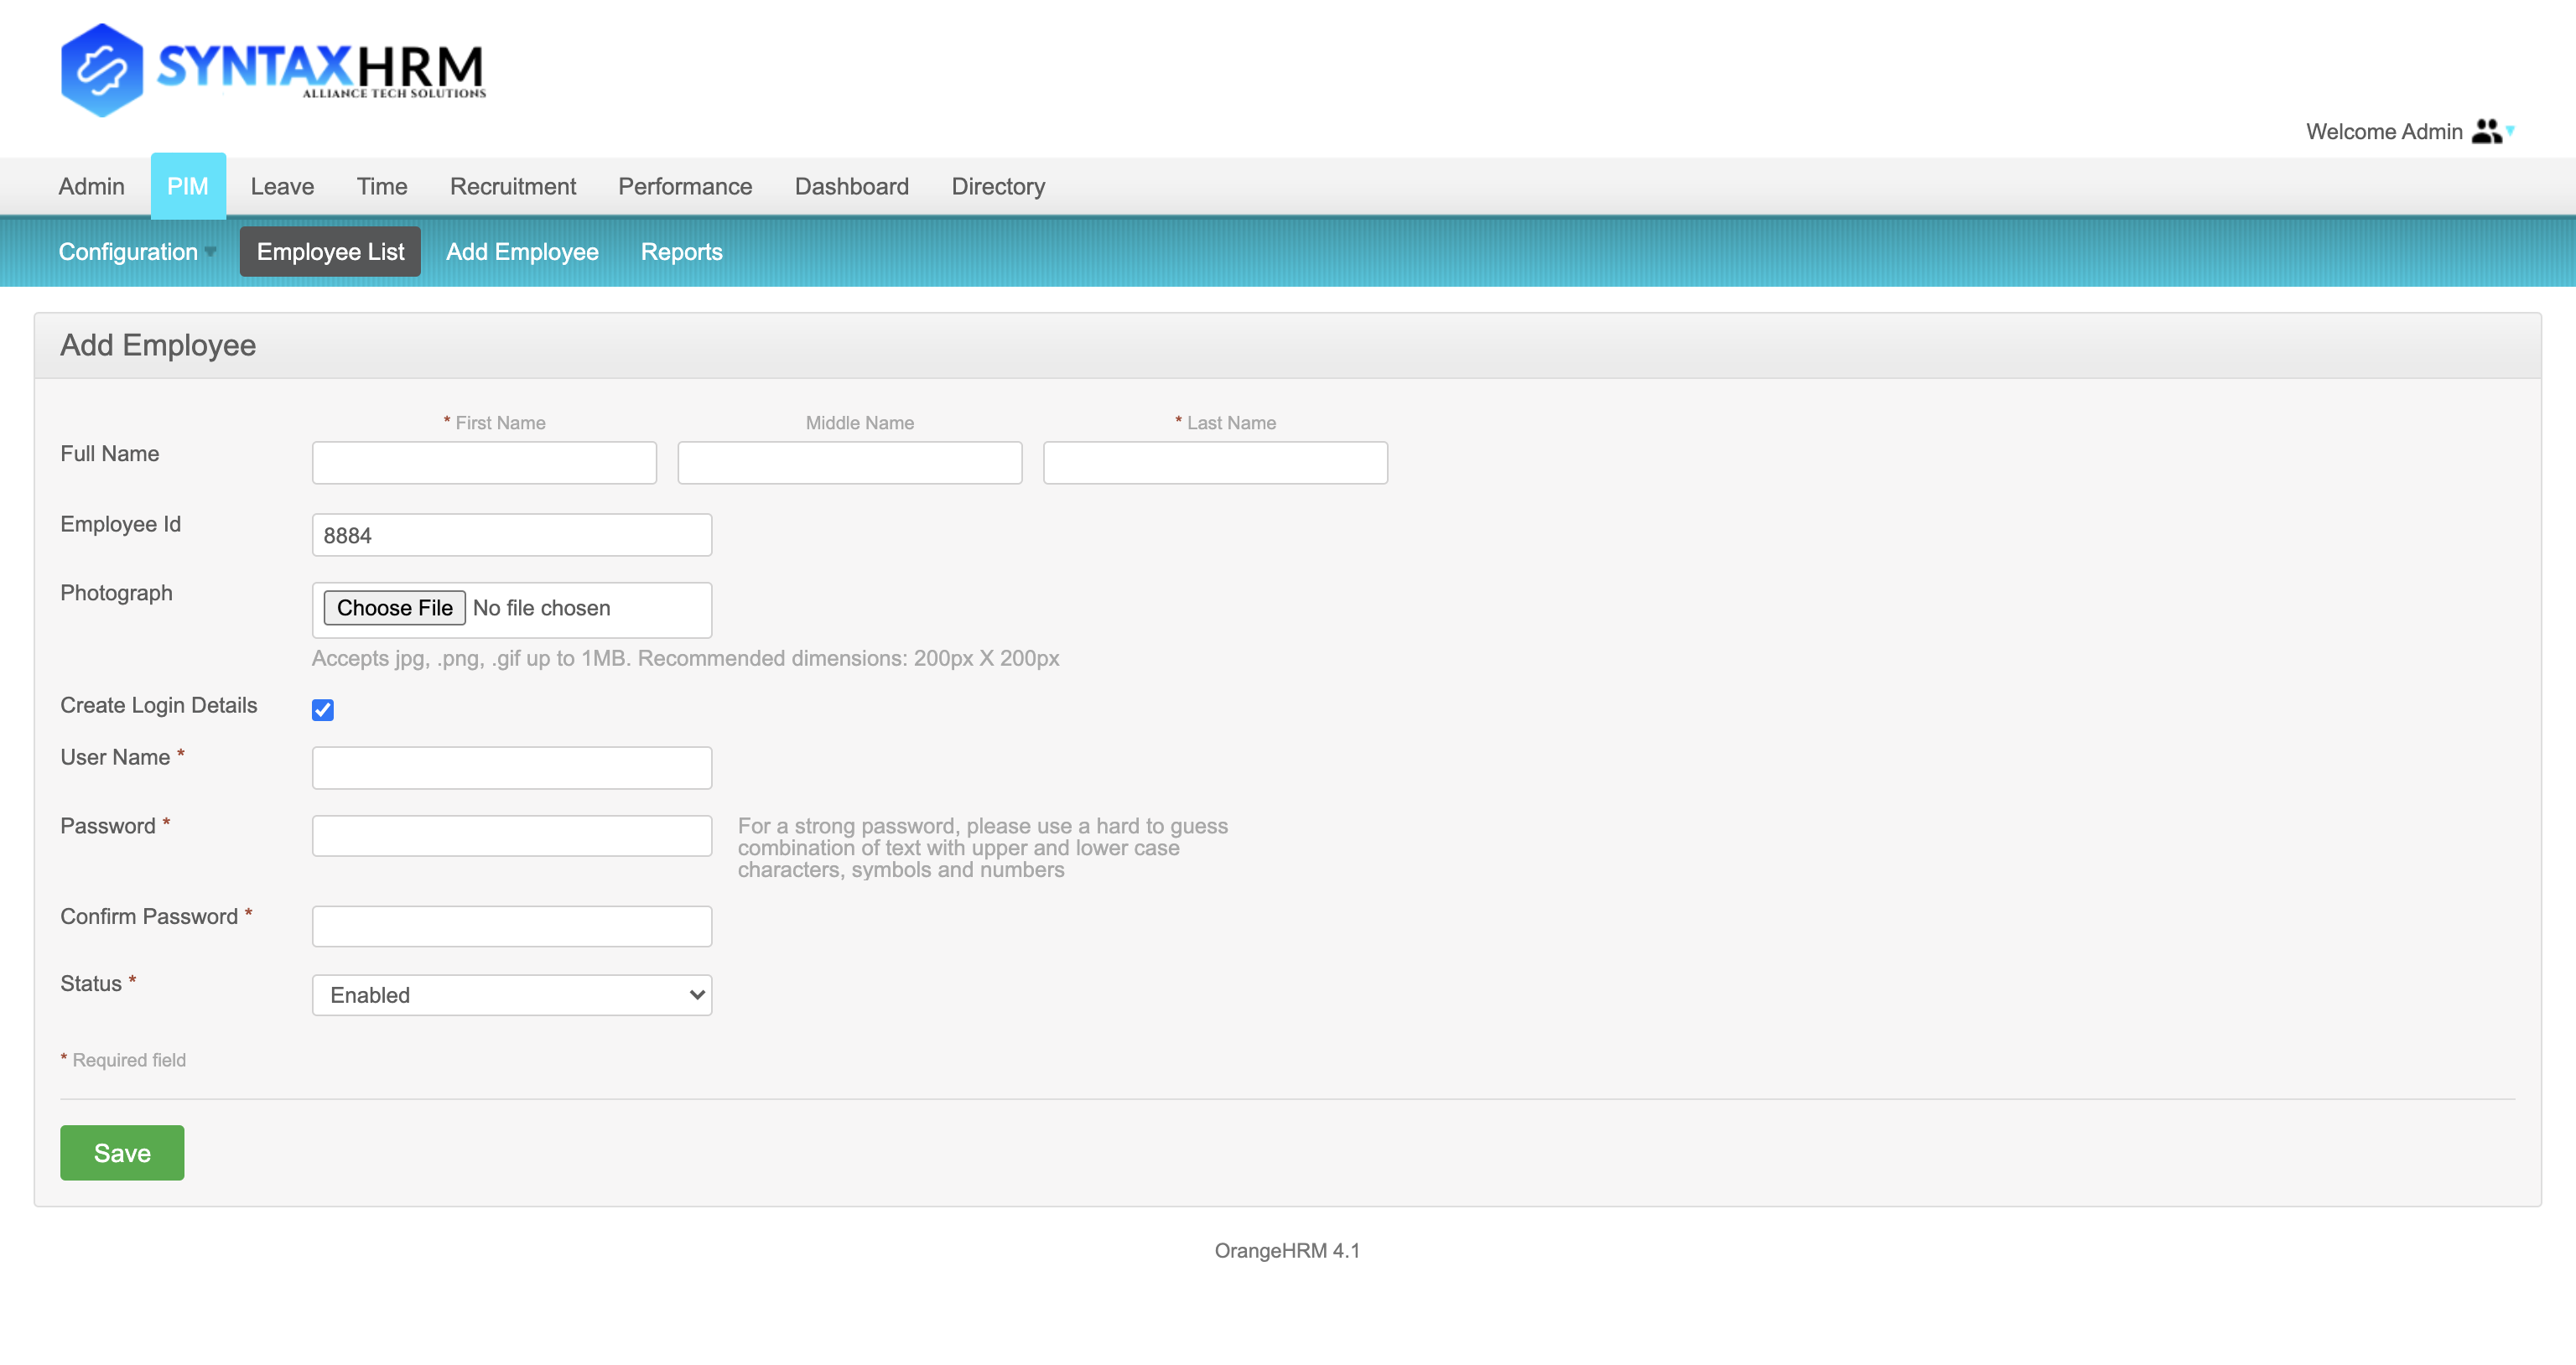 SYNTAXHRM
ALLIANCE TECH SOLUTIONS
Welcome Admin
Admin PIM Leave Time Recruitment Performance Dashboard Directory
Configuration Employee List Add Employee Reports
Add Employee
* First Name Middle Name * Last Name
Full Name
Employee Id 8884
Photograph Choose File No file chosen
Accepts jpg, .png, .gif up to 1MB. Recommended dimensions: 200px X 200px
Create Login Details
User Name *
Password * For a strong password, please use a hard to guess
combination of text with upper and lower case
characters, symbols and numbers
Confirm Password *
Status * Enabled
* Required field
Save
OrangeHRM 4.1